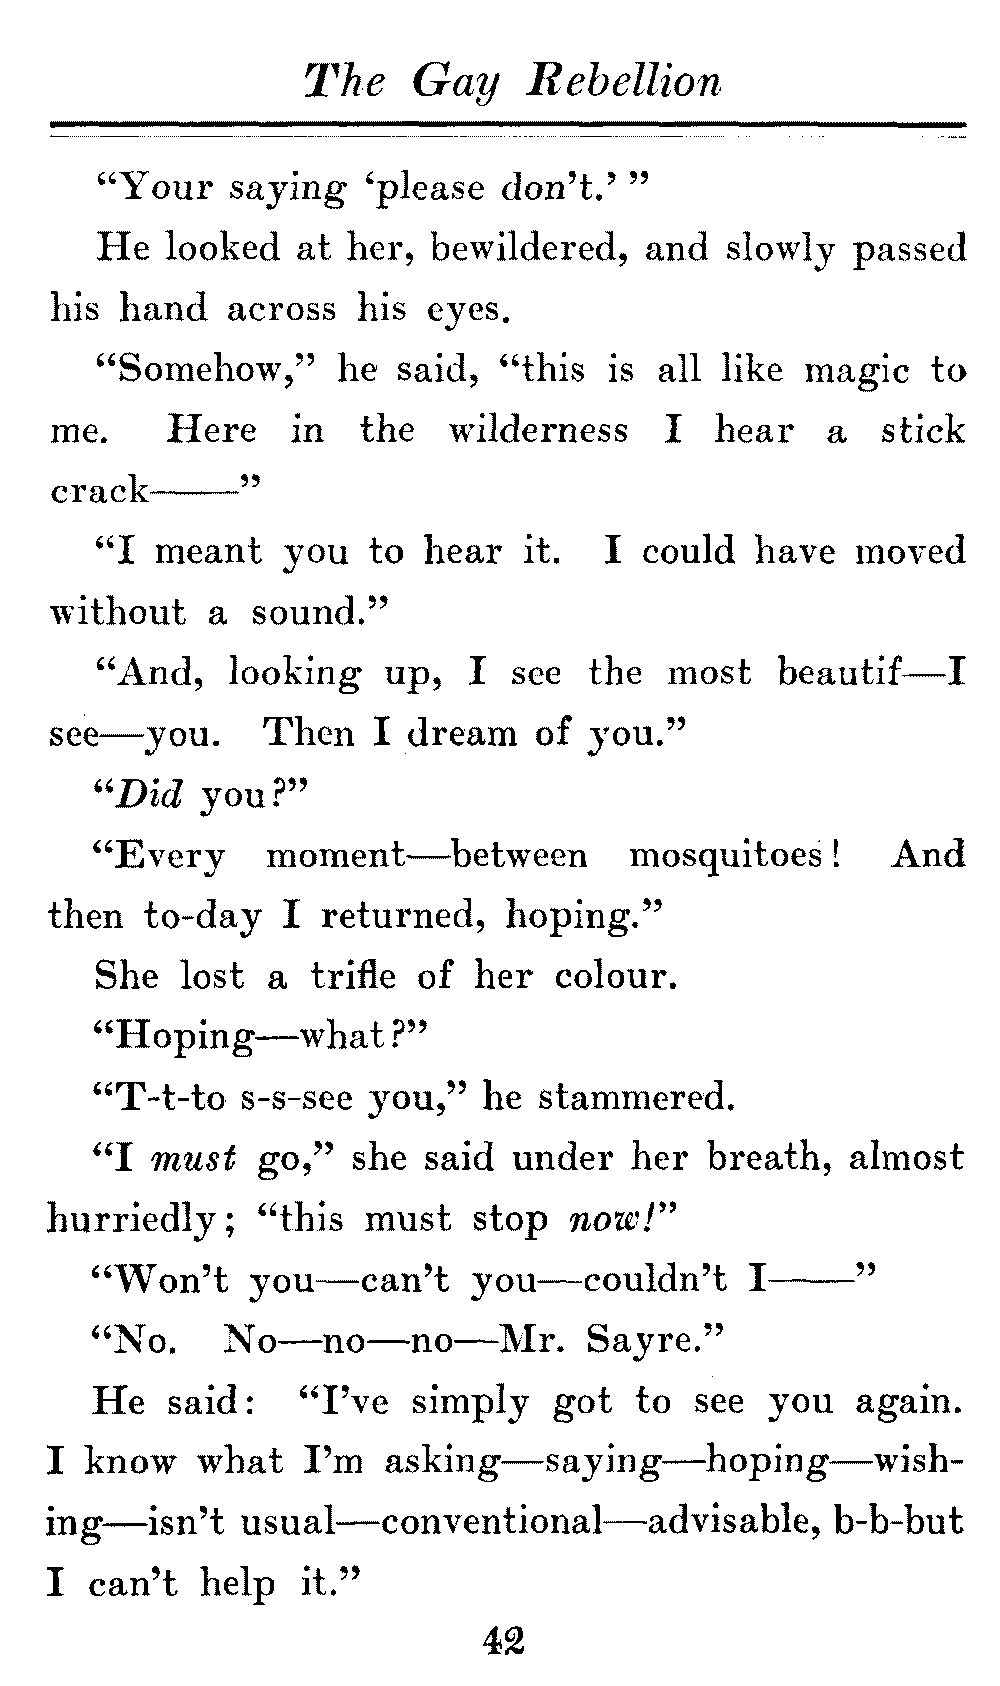 The Gay Rebellion
“Your saying ‘please don’t.’ ”
He looked at her, bewildered, and slowly passed
his hand across his eyes.
“Somehow,” he said, “this is all like magic to
me. Here in the wilderness I hear a stick
crack——”
“I meant you to hear it. I could have moved
without a sound.”
“And, looking up, I see the most beautif—I
see—you. Then I dream of you.”
“Did you?”
“Every moment—between mosquitoes! And
then to-day I returned, hoping.”
She lost a trifle of her colour.
“Hoping—what?”
“T-t-to s-s-see you,” he stammered.
“I must go,” she said under her breath, almost
hurriedly; “this must stop now!”
“Won’t you—can’t you—couldn’t I——”
“No. No—no—no—Mr. Sayre.”
He said: “I’ve simply got to see you again.
I know what I’m asking—saying—hoping—wish-
ing—isn’t usual—conventional—advisable, b-b-but
I can’t help it.”
42